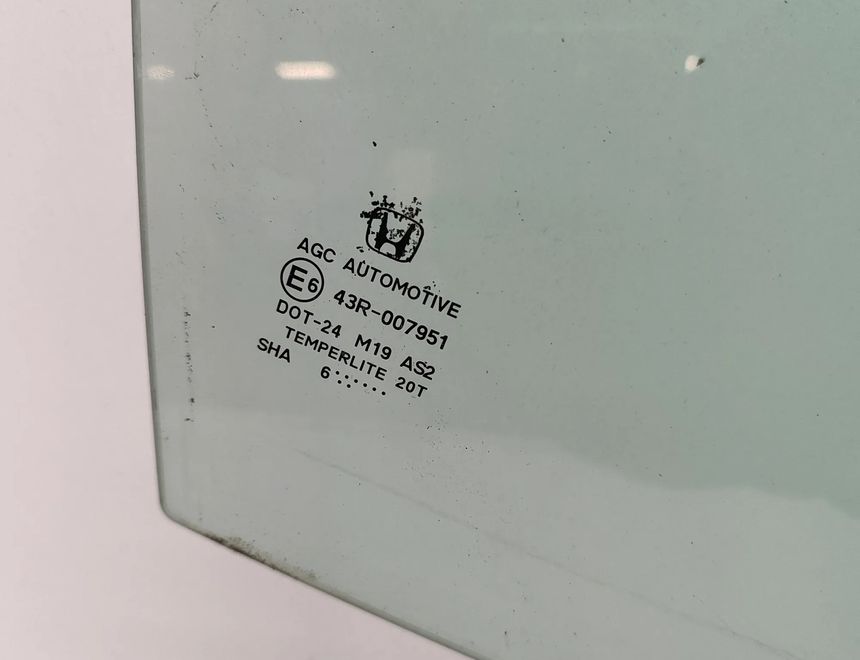 AGC AUTOMOTIVE
E6 43R-007951
DOT-24 M19 AS2
TEMPERLITE 20T
SHA
6